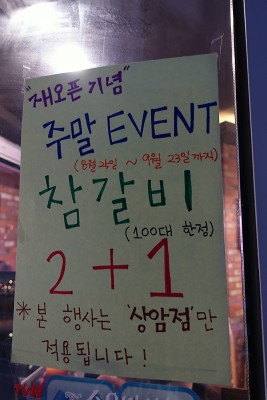 "재오픈 기념"
주말 EVENT
(8월 24일 ~ 9월 23일까지)
참갈비
(100대 한정)
2+1
※ 본 행사는 '상암점'만
적용됩니다!